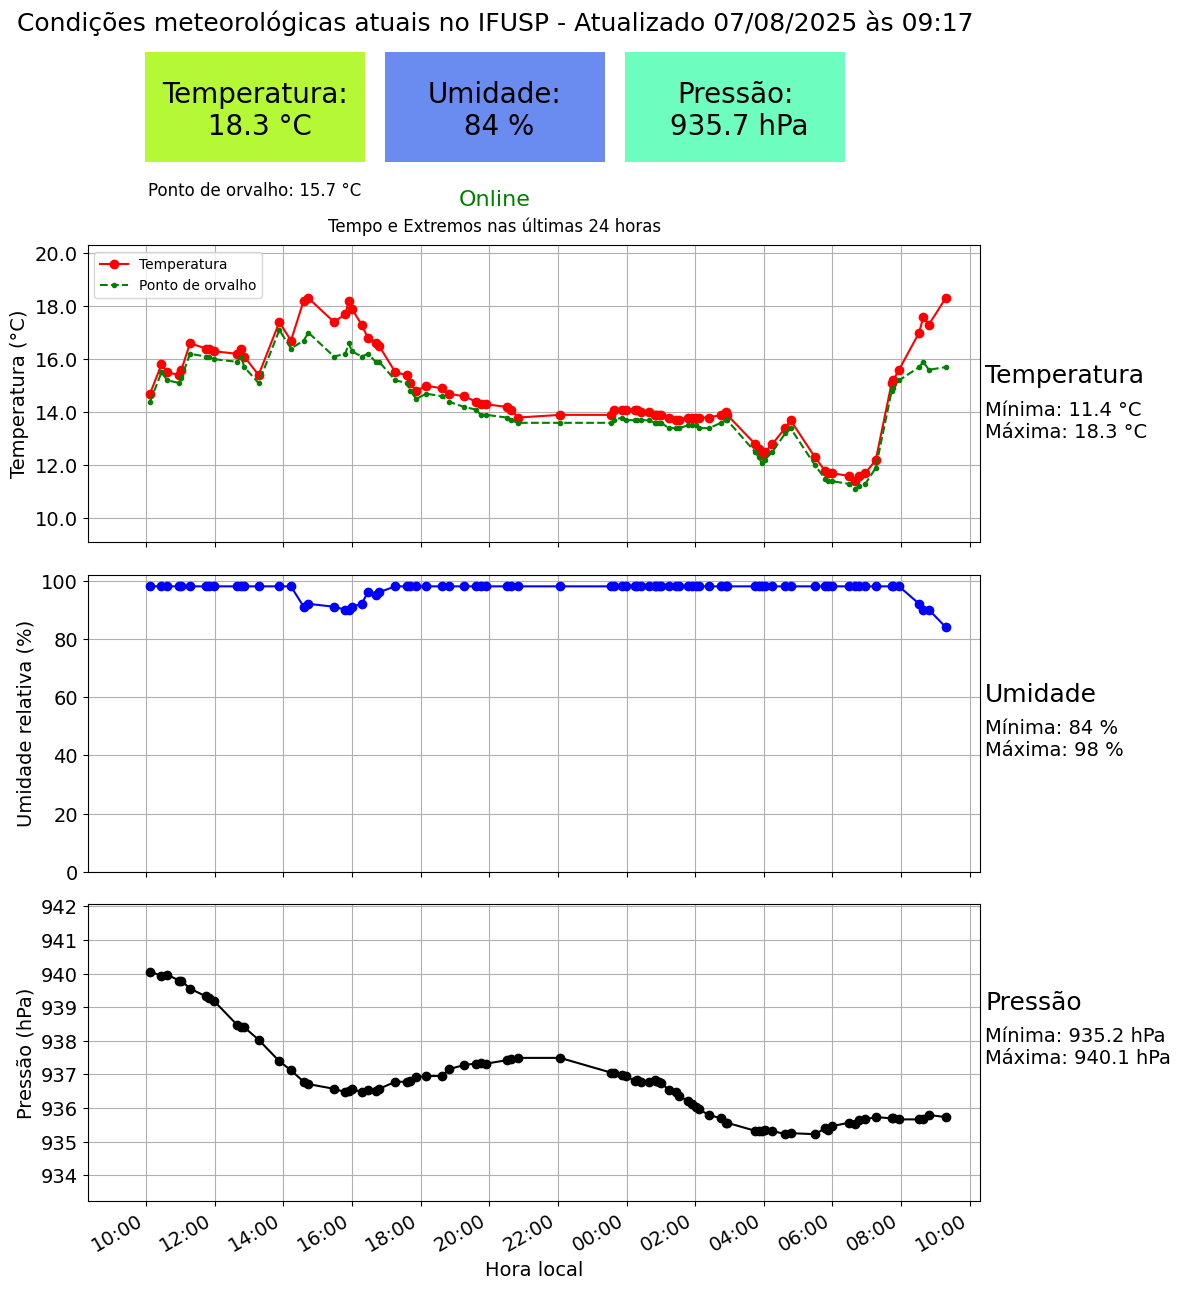 Condições meteorológicas atuais no IFUSP - Atualizado 07/08/2025 às 09:17
Temperatura:
18.3 °C
Umidade:
84 %
Pressão:
935.7 hPa
Ponto de orvalho: 15.7 °C
Online
Tempo e Extremos nas últimas 24 horas
Temperatura (°C)
20.0
18.0
16.0
14.0
12.0
10.0
Temperatura
Ponto de orvalho
Temperatura
Mínima: 11.4 °C
Máxima: 18.3 °C
Umidade relativa (%)
100
80
60
40
20
0
Umidade
Mínima: 84 %
Máxima: 98 %
Pressão (hPa)
942
941
940
939
938
937
936
935
934
Pressão
Mínima: 935.2 hPa
Máxima: 940.1 hPa
10:00
12:00
14:00
16:00
18:00
20:00
22:00
00:00
02:00
04:00
06:00
08:00
10:00
Hora local